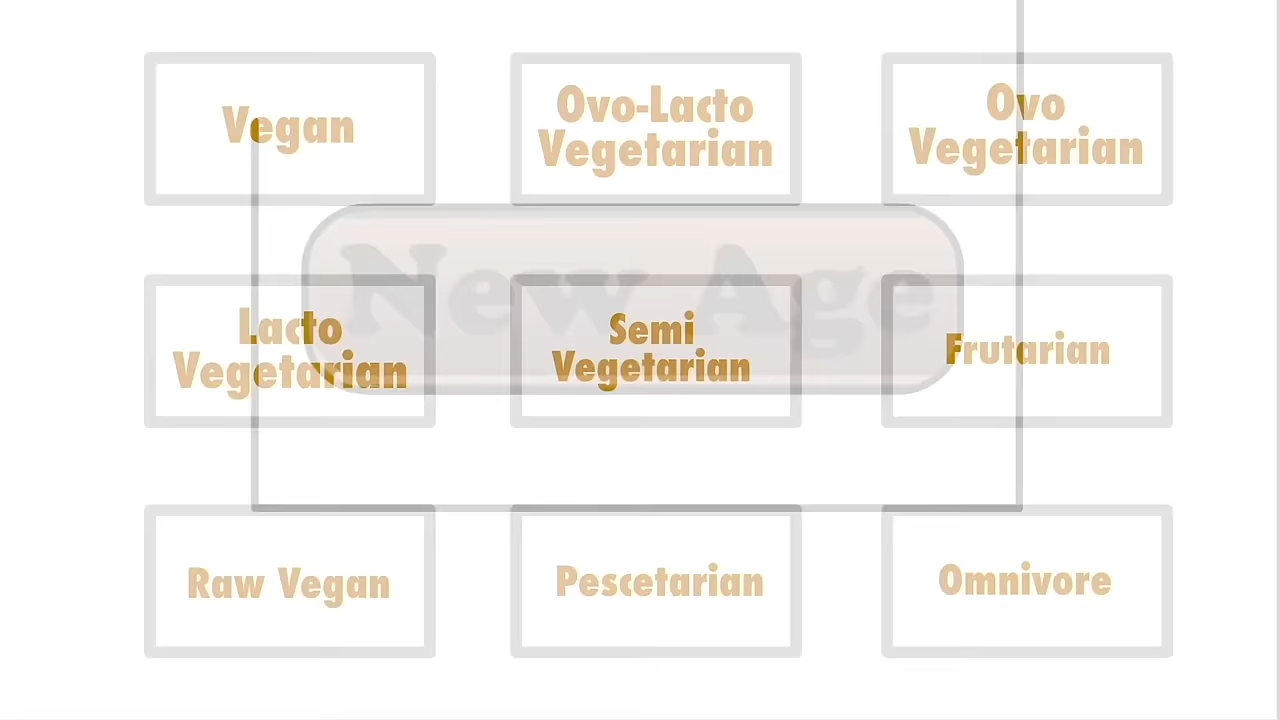 Vegan
Ovo-Lacto
Vegetarian
Ovo
Vegetarian
New Age
Lacto
Vegetarian
Semi
Vegetarian
Frutarian
Raw Vegan
Pescetarian
Omnivore